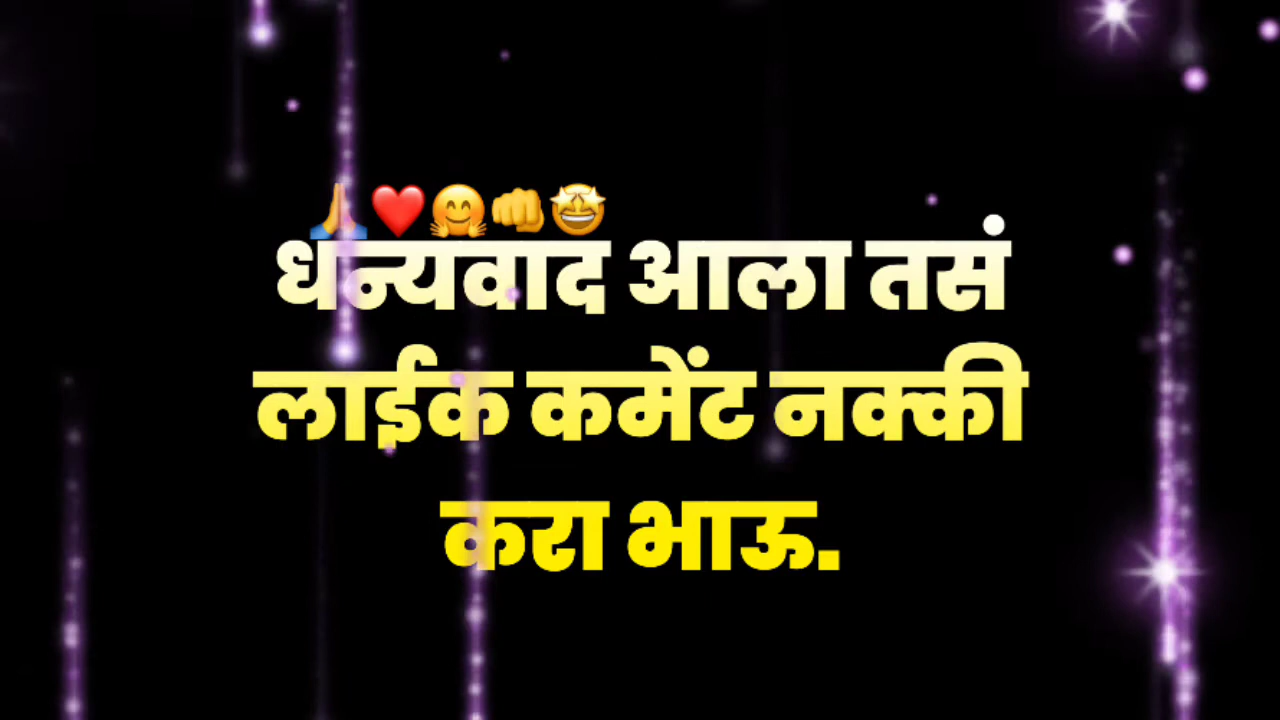 🙏❤️🤗👊🤩
धन्यवाद आला तसं
लाईक कमेंट नक्की
करा भाऊ.